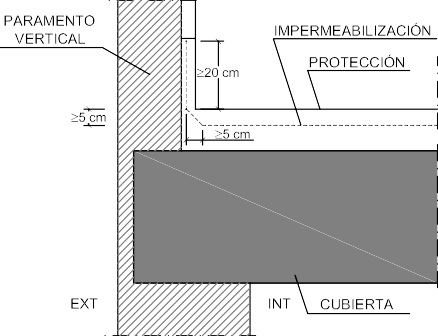 PARAMENTO
VERTICAL
IMPERMEABILIZACIÓN
PROTECCIÓN
≥20 cm
≥5 cm
≥5 cm
EXT
INT
CUBIERTA